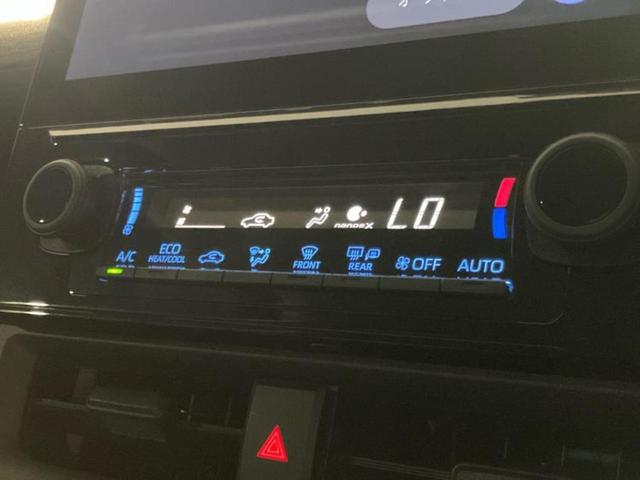 nanoeX
LO
A/C
ECO
HEAT/COOL
FRONT
REAR
OFF
AUTO